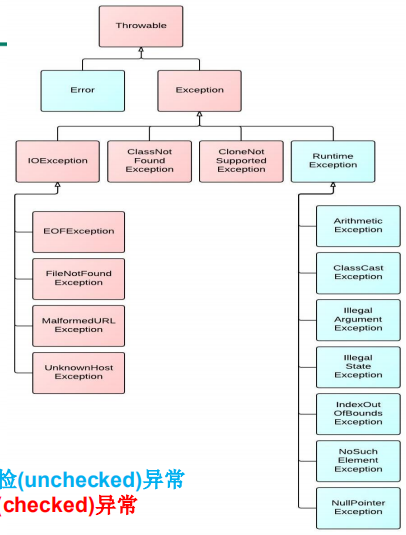 Throwable
Error
Exception
IOException
ClassNot
Found
Exception
CloneNot
Supported
Exception
Runtime
Exception
EOFException
FileNotFound
Exception
MalformedURL
Exception
UnknownHost
Exception
Arithmetic
Exception
ClassCast
Exception
Illegal
Argument
Exception
Illegal
State
Exception
IndexOut
OfBounds
Exception
NoSuch
Element
Exception
NullPointer
Exception
检(unchecked)异常
(checked)异常